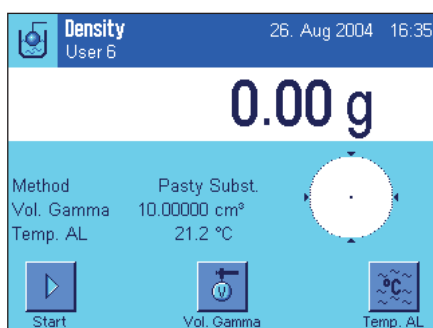 Density 26. Aug 2004 16:35
User 6
0.00 g
Method Pasty Subst.
Vol. Gamma 10.00000 cm³
Temp. AL 21.2 °C
V °C
Start Vol. Gamma Temp. AL